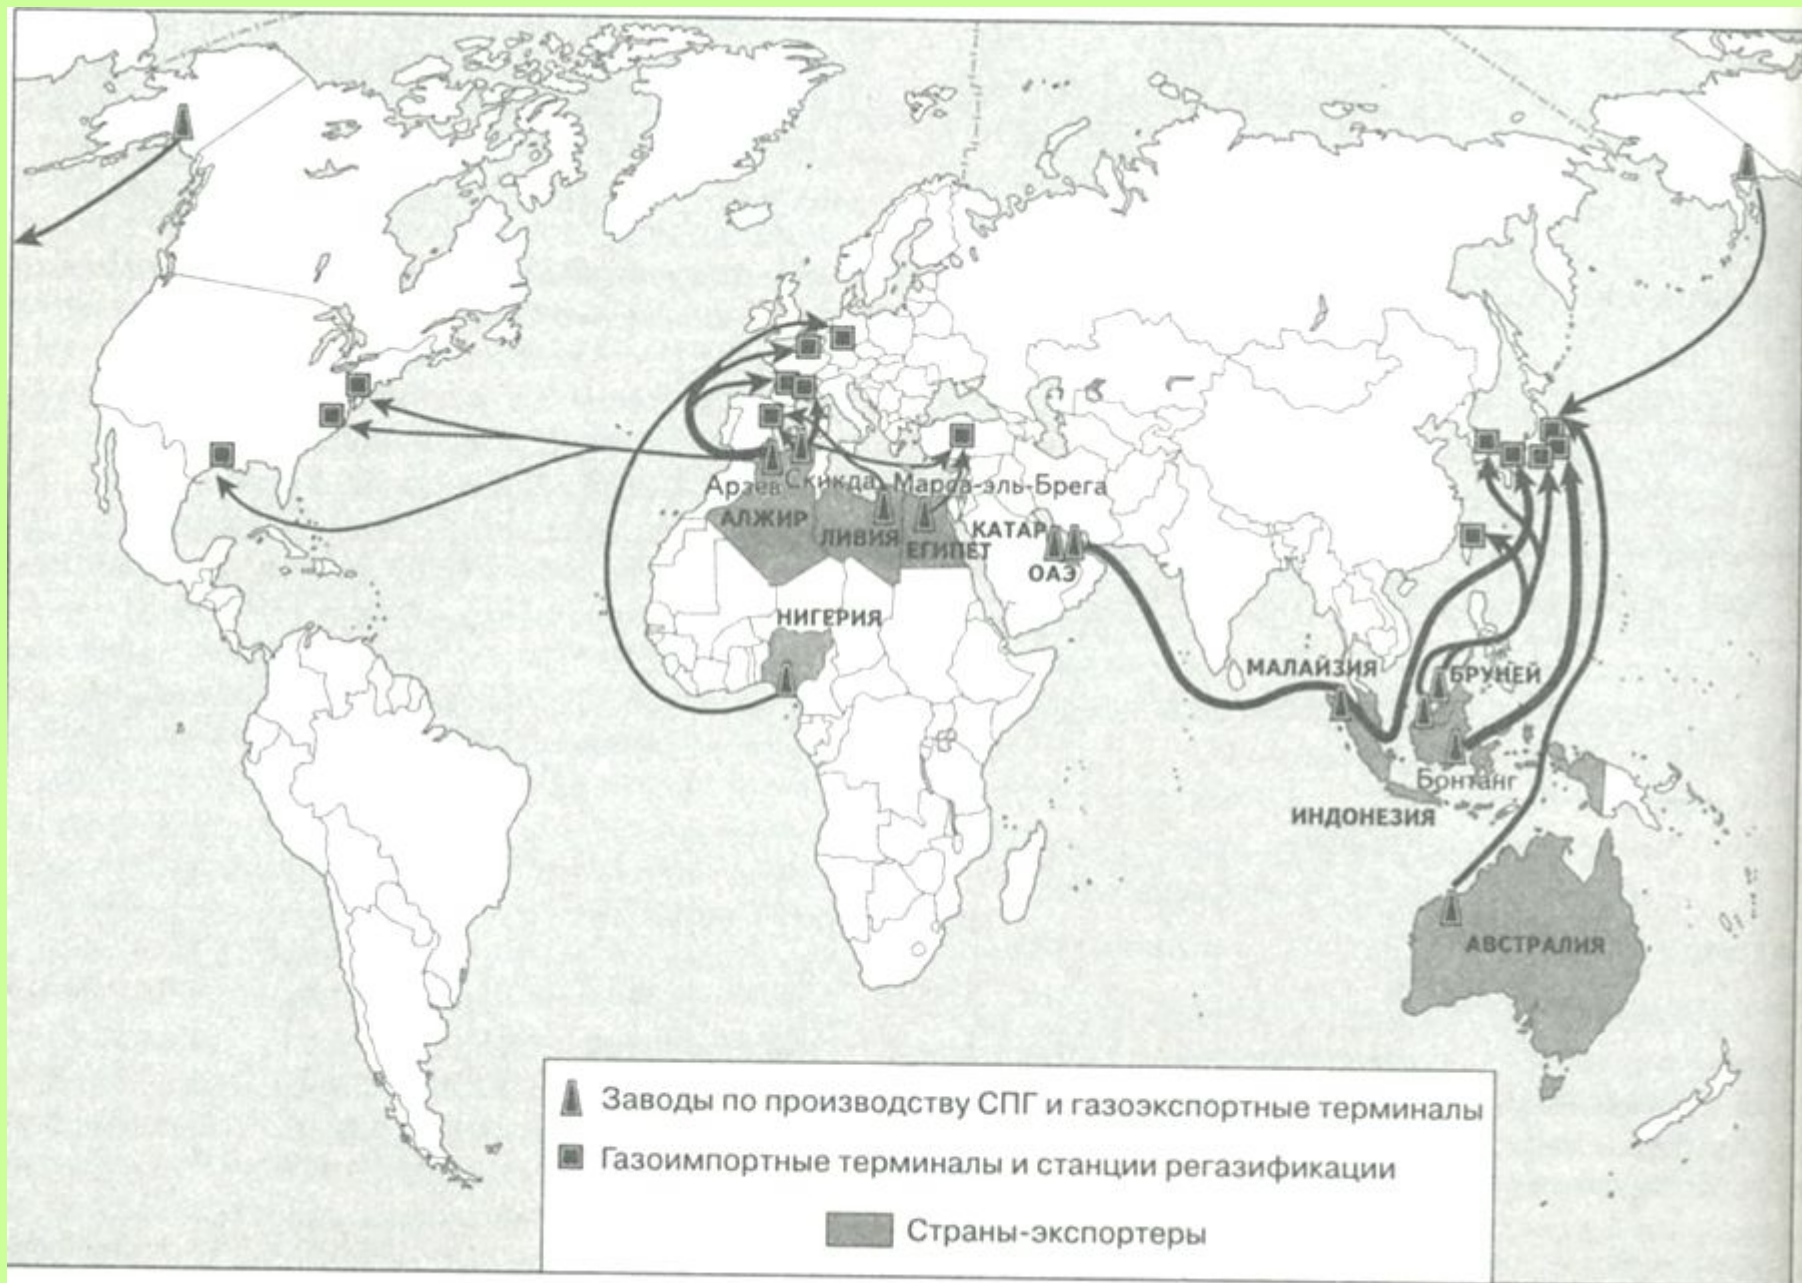 Арзев
Скикда
Марса-эль-Брега
АЛЖИР
ЛИВИЯ
ЕГИПЕТ
КАТАР
ОАЭ
НИГЕРИЯ
МАЛАЙЗИЯ
БРУНЕЙ
Бонтанг
ИНДОНЕЗИЯ
АВСТРАЛИЯ
Заводы по производству СПГ и газоэкспортные терминалы
Газоимпортные терминалы и станции регазификации
Страны-экспортеры